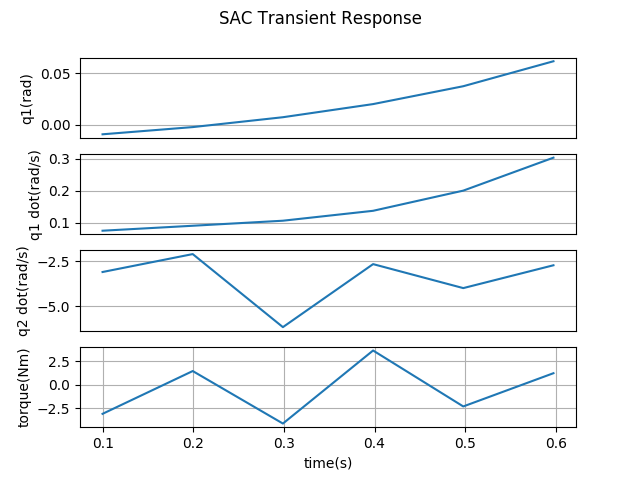 SAC Transient Response
q1(rad)
0.05
0.00
q1 dot(rad/s)
0.3
0.2
0.1
q2 dot(rad/s)
−2.5
−5.0
torque(Nm)
2.5
0.0
−2.5
0.1 0.2 0.3 0.4 0.5 0.6
time(s)